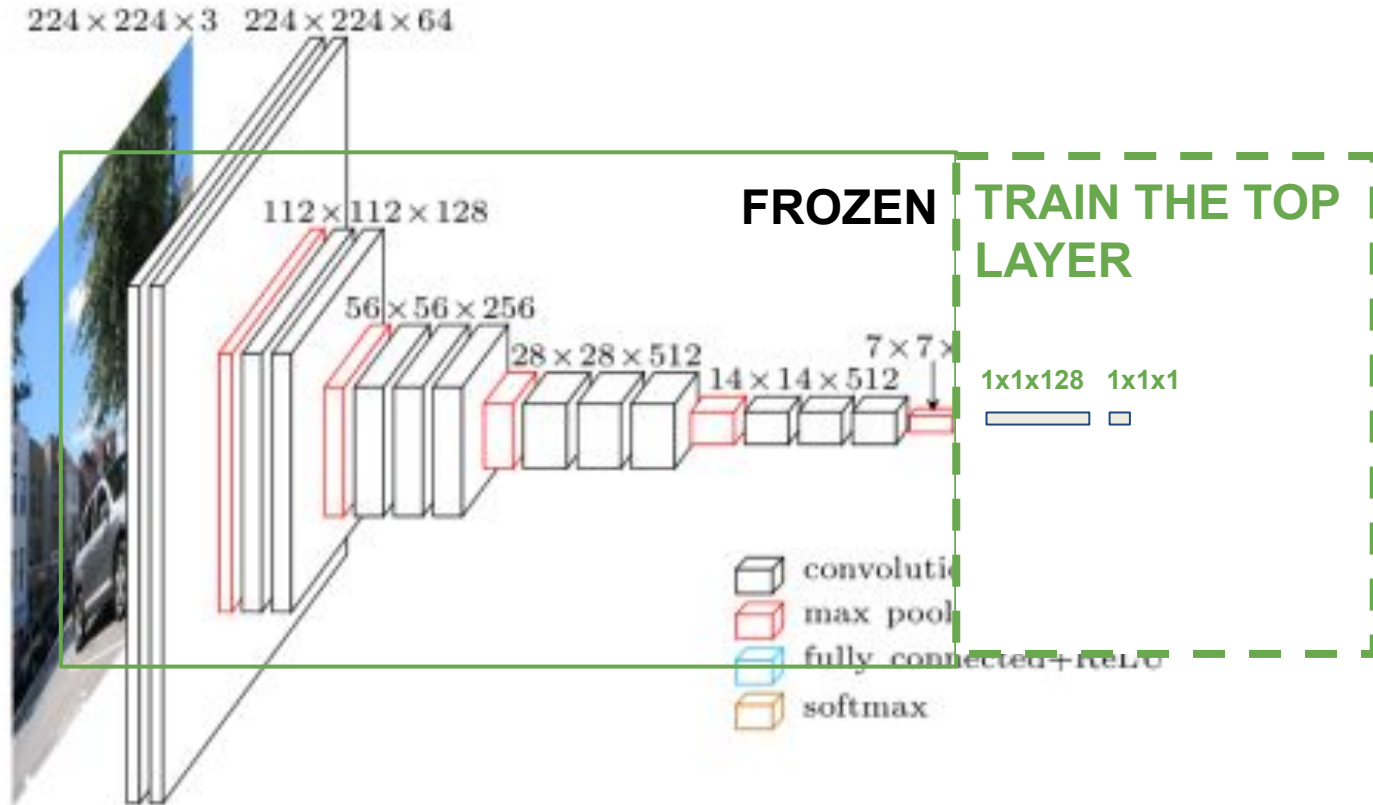 224 × 224 × 3 224 × 224 × 64
112 × 112 × 128
56 × 56 × 256
28 × 28 × 512
14 × 14 × 512
7 × 7 ×
FROZEN
TRAIN THE TOP
LAYER
1x1x128 1x1x1
convoluti
max pool
fully connected+ReLU
softmax